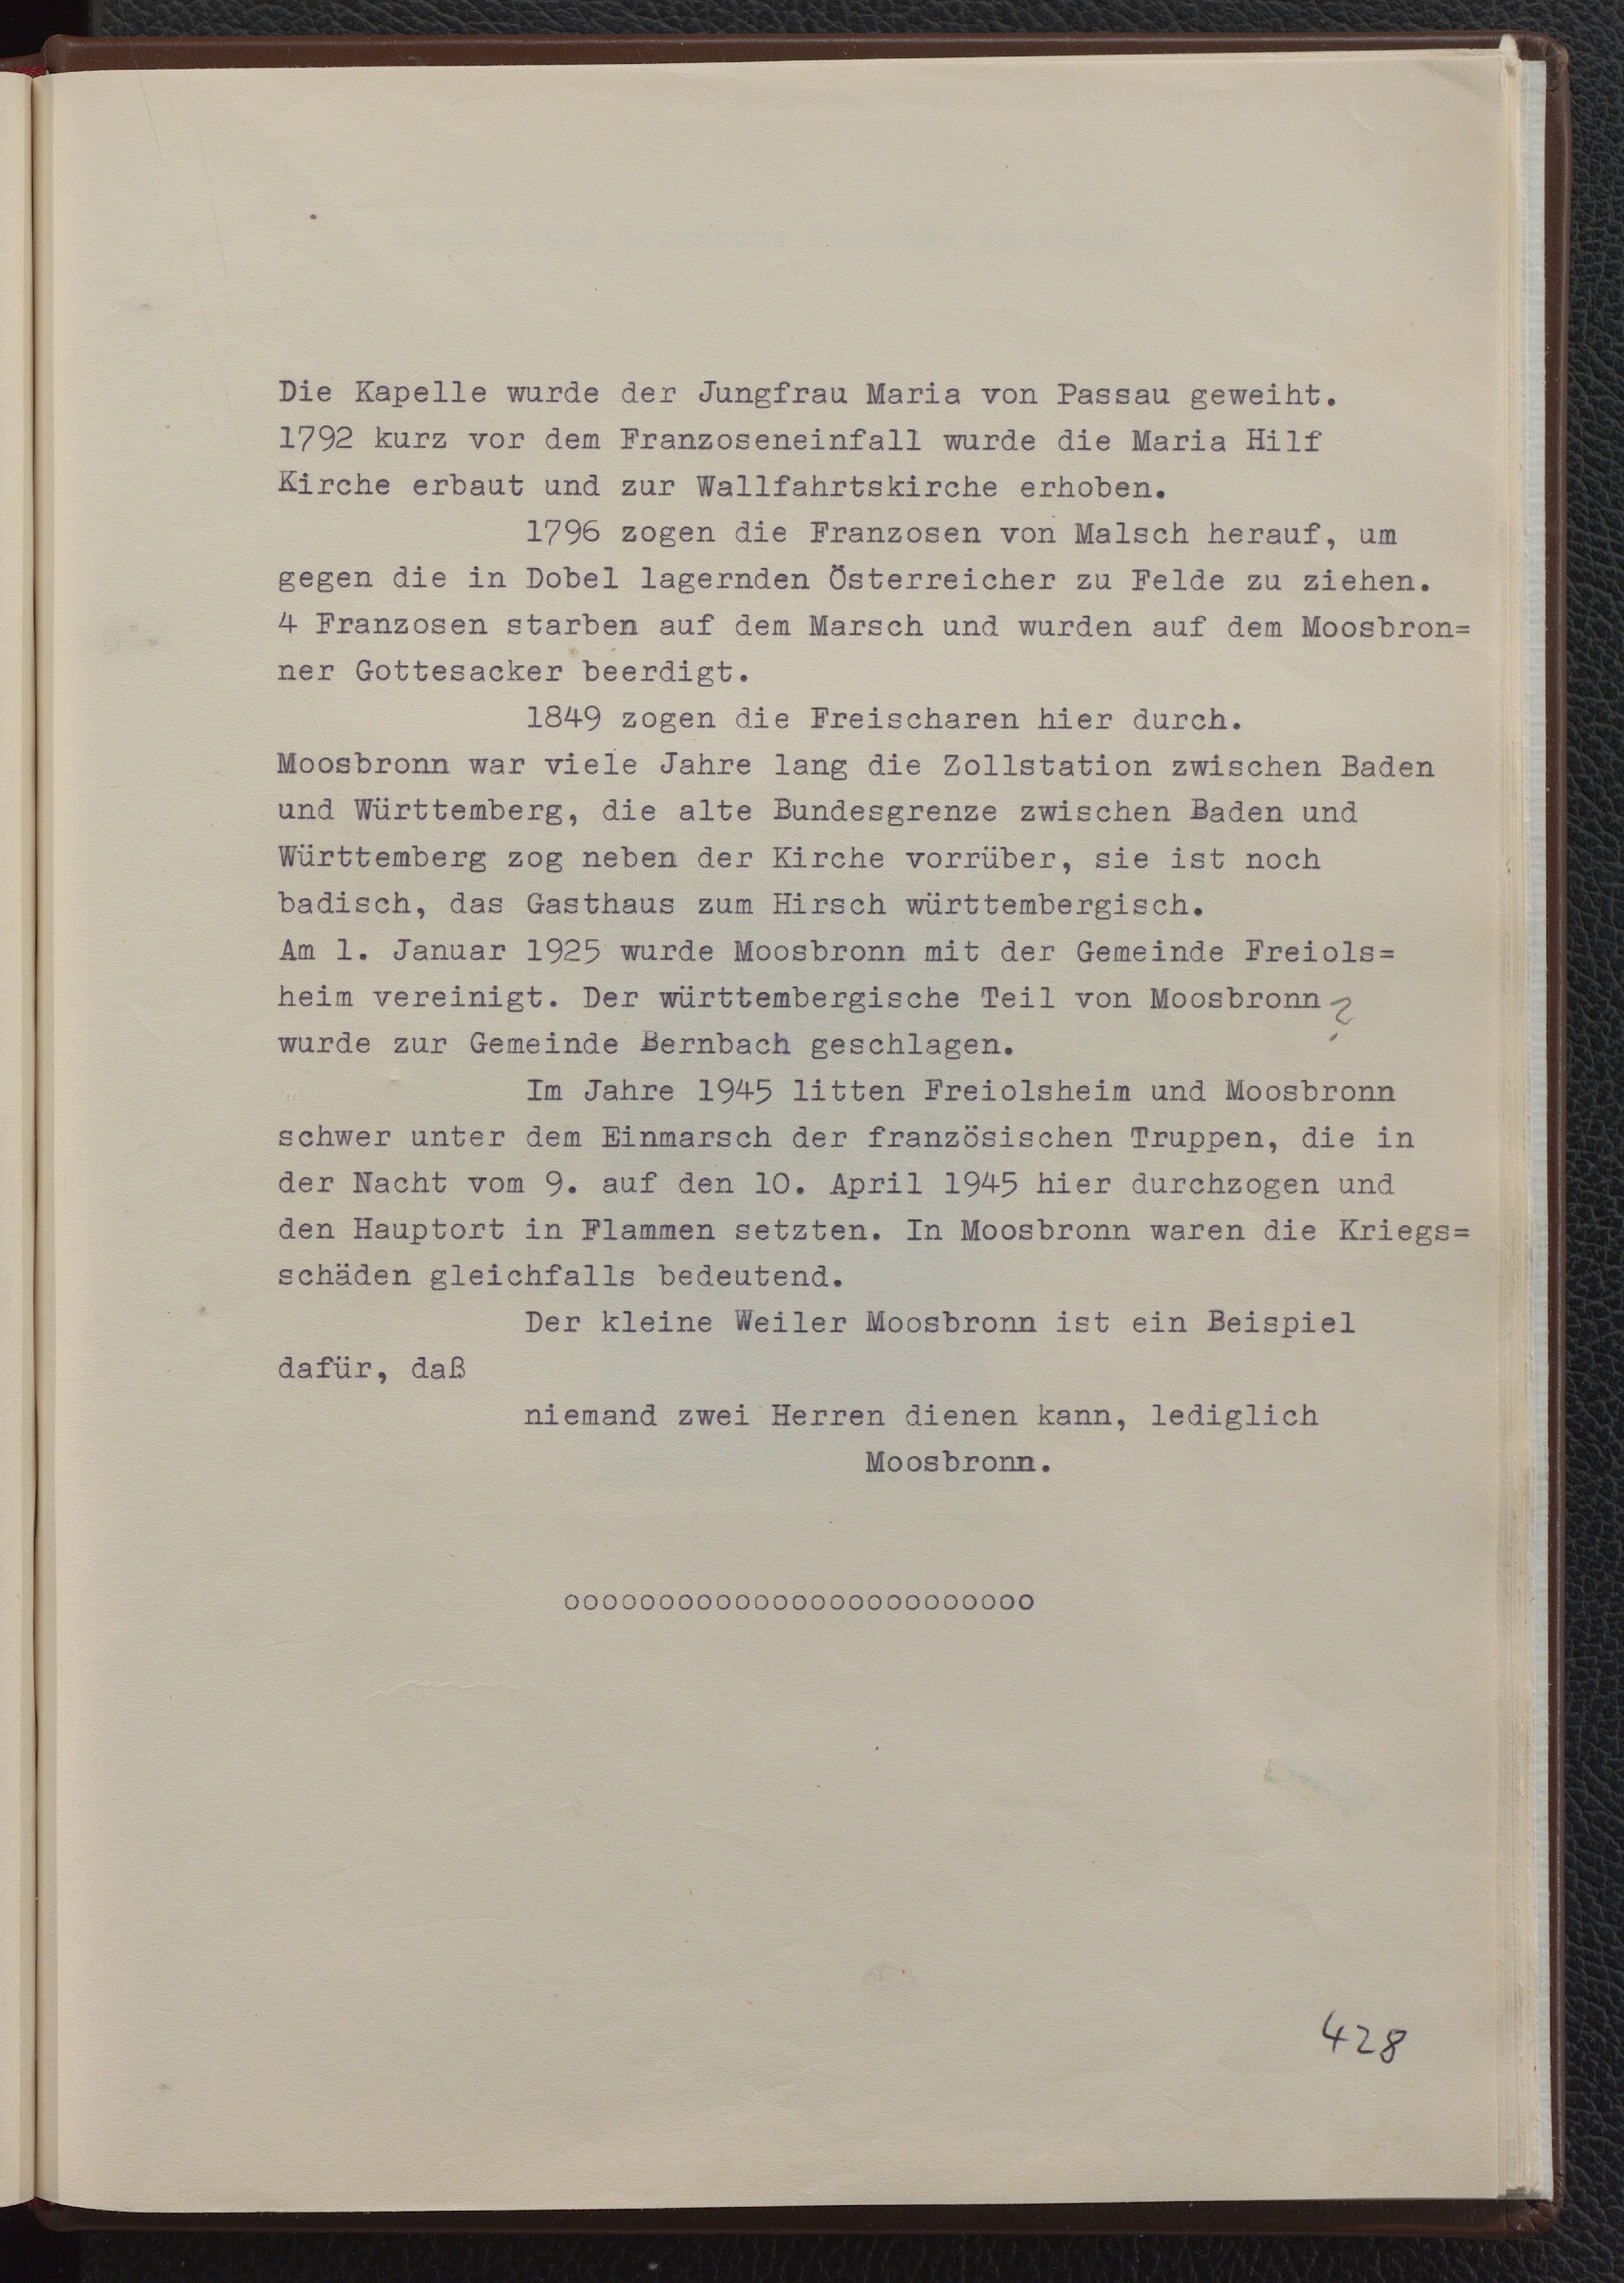 Die Kapelle wurde der Jungfrau Maria von Passau geweiht.
1792 kurz vor dem Franzoseneinfall wurde die Maria Hilf
Kirche erbaut und zur Wallfahrtskirche erhoben.
1796 zogen die Franzosen von Malsch herauf, um
gegen die in Dobel lagernden Österreicher zu Felde zu ziehen.
4 Franzosen starben auf dem Marsch und wurden auf dem Moosbron=
ner Gottesacker beerdigt.
1849 zogen die Freischaren hier durch.
Moosbronn war viele Jahre lang die Zollstation zwischen Baden
und Württemberg, die alte Bundesgrenze zwischen Baden und
Württemberg zog neben der Kirche vorrüber, sie ist noch
badisch, das Gasthaus zum Hirsch württembergisch.
Am 1. Januar 1925 wurde Moosbronn mit der Gemeinde Freiols=
heim vereinigt. Der württembergische Teil von Moosbronn ?
wurde zur Gemeinde Bernbach geschlagen.
Im Jahre 1945 litten Freiolsheim und Moosbronn
schwer unter dem Einmarsch der französischen Truppen, die in
der Nacht vom 9. auf den 10. April 1945 hier durchzogen und
den Hauptort in Flammen setzten. In Moosbronn waren die Kriegs=
schäden gleichfalls bedeutend.
Der kleine Weiler Moosbronn ist ein Beispiel
dafür, daß
niemand zwei Herren dienen kann, lediglich
Moosbronn.
ooooooooooooooooooooooooo
428